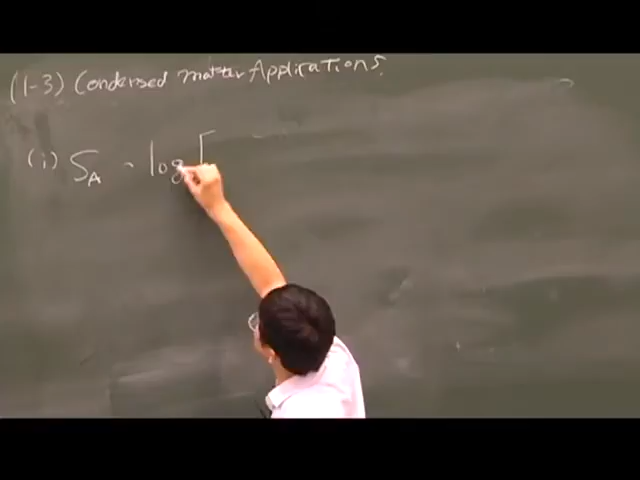 (1-3) Condensed matter Applications.
(i) S_A ~ log [